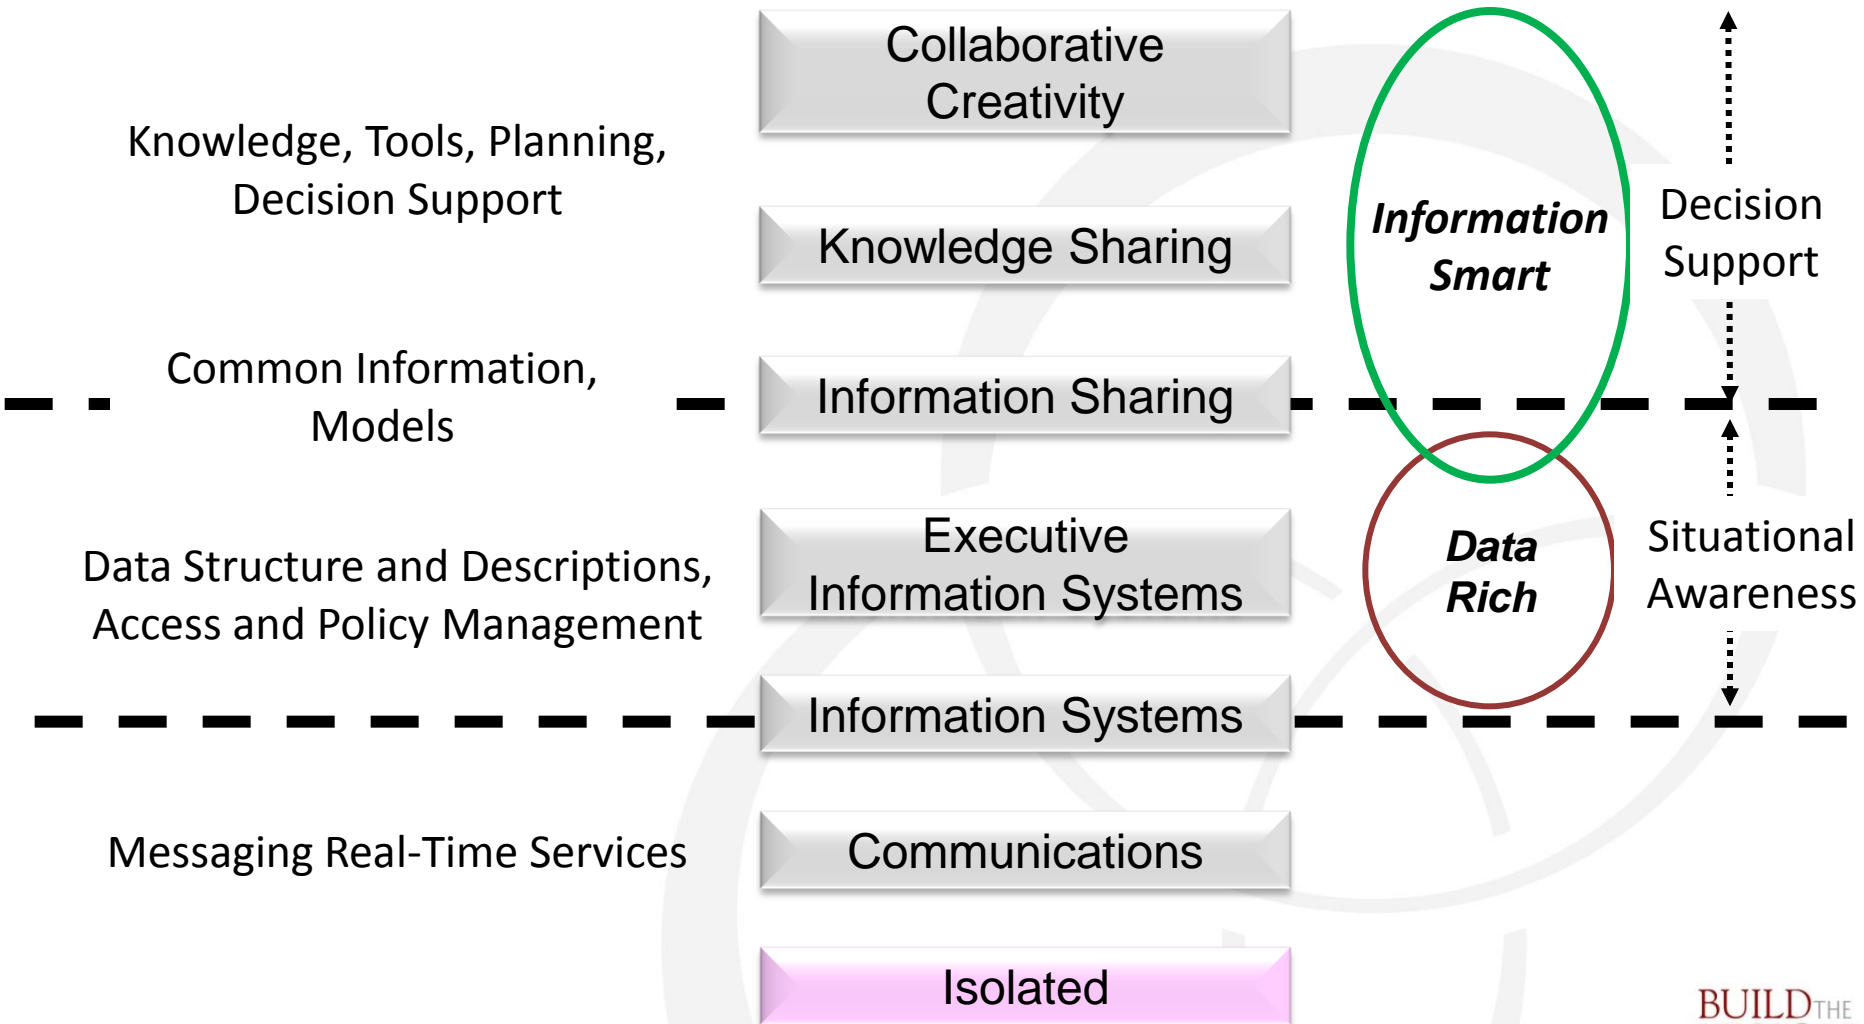 Collaborative
Creativity
Knowledge, Tools, Planning,
Decision Support
Knowledge Sharing
Information
Smart
Decision
Support
Common Information,
Models
Information Sharing
Data Structure and Descriptions,
Access and Policy Management
Executive
Information Systems
Data
Rich
Situational
Awareness
Information Systems
Messaging Real-Time Services
Communications
Isolated
BUILD THE